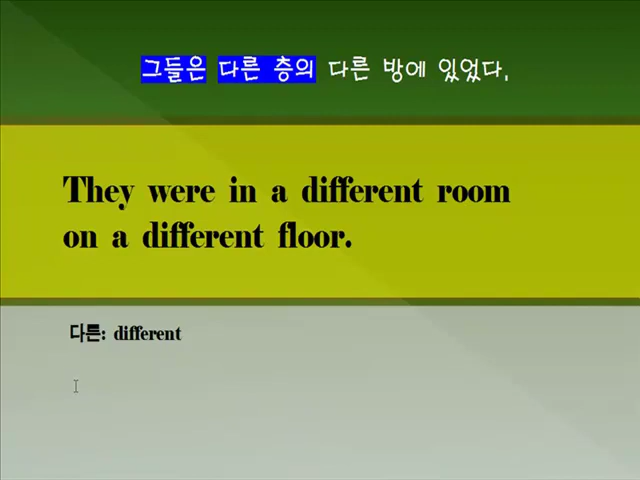 그들은 다른 층의 다른 방에 있었다.
They were in a different room
on a different floor.
다른: different